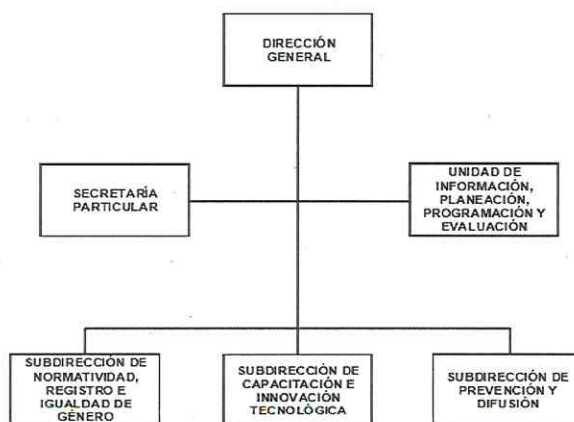 DIRECCIÓN
GENERAL
SECRETARÍA
PARTICULAR
UNIDAD DE
INFORMACIÓN,
PLANEACIÓN,
PROGRAMACIÓN Y
EVALUACIÓN
SUBDIRECCIÓN DE
NORMATIVIDAD,
REGISTRO E
IGUALDAD DE
GÉNERO
SUBDIRECCIÓN DE
CAPACITACIÓN E
INNOVACIÓN
TECNOLÓGICA
SUBDIRECCIÓN DE
PREVENCIÓN Y
DIFUSIÓN